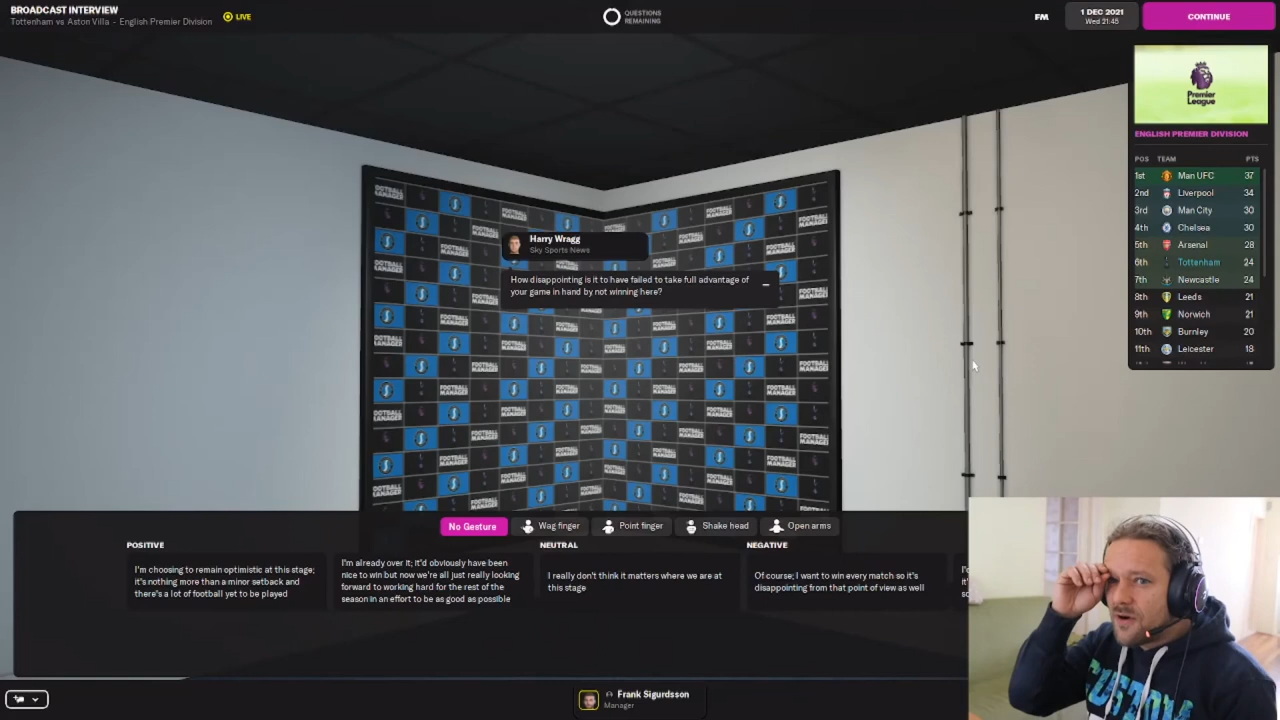 BROADCAST INTERVIEW
Tottenham vs Aston Villa - English Premier Division
LIVE
QUESTIONS
REMAINING
FM
1 DEC 2021
Wed 21:45
CONTINUE
Premier
League
ENGLISH PREMIER DIVISION
POS TEAM PTS
1st Man UFC 37
2nd Liverpool 34
3rd Man City 30
4th Chelsea 30
5th Arsenal 28
6th Tottenham 24
7th Newcastle 24
8th Leeds 21
9th Norwich 21
10th Burnley 20
11th Leicester 18
FOOTBALL
MANAGER
Harry Wragg
Sky Sports News
How disappointing is it to have failed to take full advantage of
your game in hand by not winning here?
No Gesture
Wag finger
Point finger
Shake head
Open arms
POSITIVE
I'm choosing to remain optimistic at this stage;
it's nothing more than a minor setback and
there's a lot of football yet to be played
I'm already over it; it'd obviously have been
nice to win but now we're all just really looking
forward to working hard for the rest of the
season in an effort to be as good as possible
NEUTRAL
I really don't think it matters where we are at
this stage
NEGATIVE
Of course; I want to win every match so it's
disappointing from that point of view as well
Frank Sigurdsson
Manager